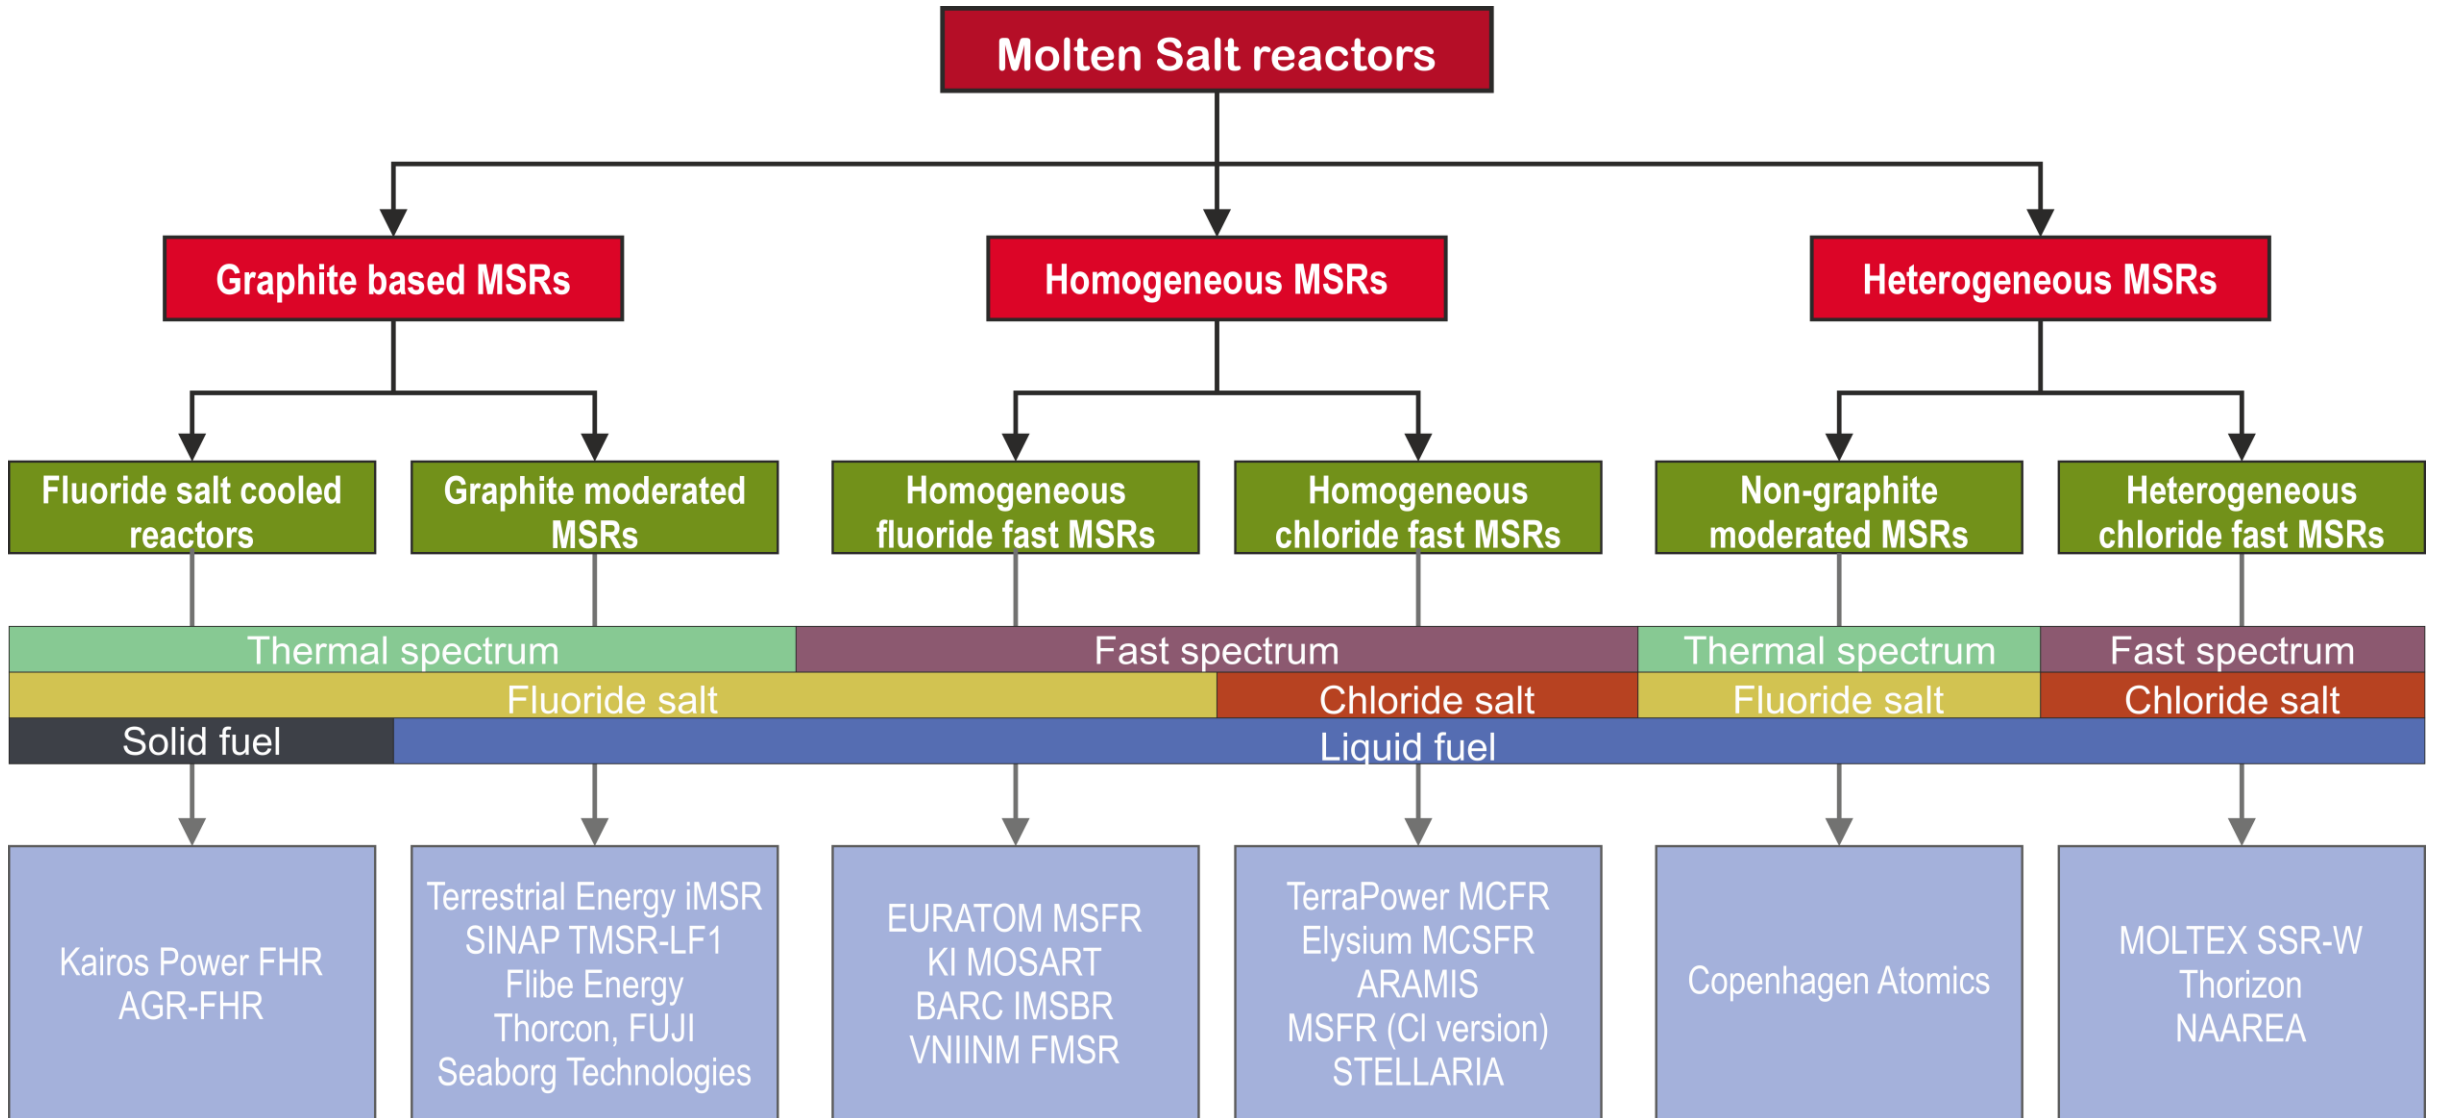 Molten Salt reactors
Graphite based MSRs
Homogeneous MSRs
Heterogeneous MSRs
Fluoride salt cooled
reactors
Graphite moderated
MSRs
Homogeneous
fluoride fast MSRs
Homogeneous
chloride fast MSRs
Non-graphite
moderated MSRs
Heterogeneous
chloride fast MSRs
Thermal spectrum
Fast spectrum
Thermal spectrum
Fast spectrum
Fluoride salt
Chloride salt
Fluoride salt
Chloride salt
Solid fuel
Liquid fuel
Kairos Power FHR
AGR-FHR
Terrestrial Energy iMSR
SINAP TMSR-LF1
Flibe Energy
Thorcon, FUJI
Seaborg Technologies
EURATOM MSFR
KI MOSART
BARC IMSBR
VNIINM FMSR
TerraPower MCFR
Elysium MCSFR
ARAMIS
MSFR (Cl version)
STELLARIA
Copenhagen Atomics
MOLTEX SSR-W
Thorizon
NAAREA